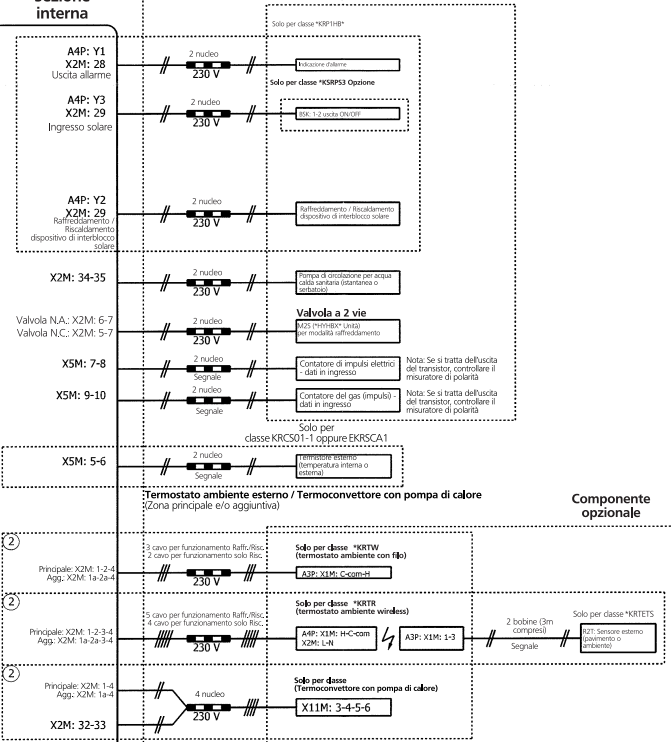 sezione
interna
Solo per classe *KRP1HB*
A4P: Y1
X2M: 28
Uscita allarme
2 nucleo
230 V
Indicazione d'allarme
Solo per classe *KSRPS3 Opzione
A4P: Y3
X2M: 29
Ingresso solare
2 nucleo
230 V
BSK: 1-2 uscita ON/OFF
A4P: Y2
X2M: 29
Raffreddamento /
Riscaldamento
dispositivo di interblocco
solare
2 nucleo
230 V
Raffreddamento / Riscaldamento
dispositivo di interblocco solare
X2M: 34-35
2 nucleo
230 V
Pompa di circolazione per acqua
calda sanitaria (istantanea o
serbatoio)
Valvola N.A.: X2M: 6-7
Valvola N.C.: X2M: 5-7
2 nucleo
230 V
Valvola a 2 vie
M2S (*HYHBX* Unità)
per modalità raffreddamento
X5M: 7-8
2 nucleo
Segnale
Contatore di impulsi elettrici
- dati in ingresso
Nota: Se si tratta dell'uscita
del transistor, controllare il
misuratore di polarità
X5M: 9-10
2 nucleo
Segnale
Contatore del gas (impulsi) -
dati in ingresso
Nota: Se si tratta dell'uscita
del transistor, controllare il
misuratore di polarità
Solo per
classe KRCS01-1 oppure EKRSCA1
X5M: 5-6
2 nucleo
Segnale
Termistore esterno
(temperatura interna o
esterna)
Termostato ambiente esterno / Termoconvettore con pompa di calore
(Zona principale e/o aggiuntiva)
Componente
opzionale
2
Principale: X2M: 1-2-4
Agg.: X2M: 1a-2a-4
3 cavo per funzionamento Raffr./Risc.
2 cavo per funzionamento solo Risc.
230 V
Solo per classe *KRTW
(termostato ambiente con filo)
A3P: X1M: C-com-H
2
Principale: X2M: 1-2-3-4
Agg.: X2M: 1a-2a-3-4
5 cavo per funzionamento Raffr./Risc.
4 cavo per funzionamento solo Risc.
230 V
Solo per classe *KRTR
(termostato ambiente wireless)
A4P: X1M: H-C-com
X2M: L-N
A3P: X1M: 1-3
2 bobine (3m
compresi)
Segnale
Solo per classe *KRTETS
R2T: Sensore esterno
(pavimento o
ambiente)
2
Principale: X2M: 1-4
Agg.: X2M: 1a-4
X2M: 32-33
4 nucleo
230 V
Solo per classe
(Termoconvettore con pompa di calore)
X11M: 3-4-5-6